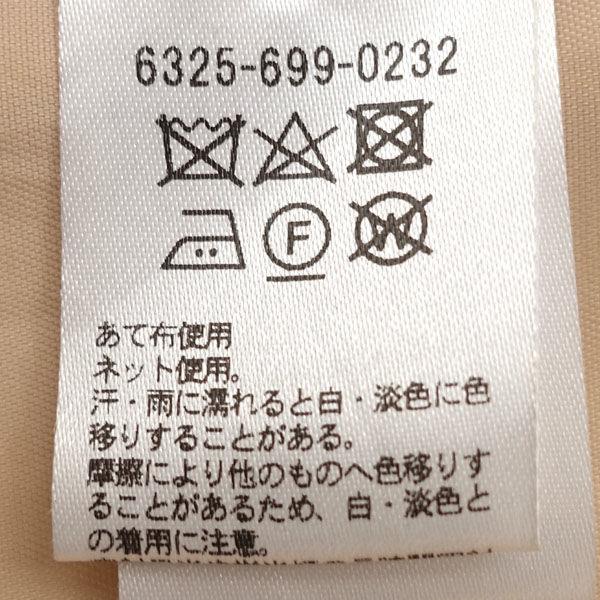 6325-699-0232
F
W
あて布使用
ネット使用。
汗・雨に濡れると白・淡色に色
移りすることがある。
摩擦により他のものへ色移りす
ることがあるため、白・淡色と
の着用に注意。